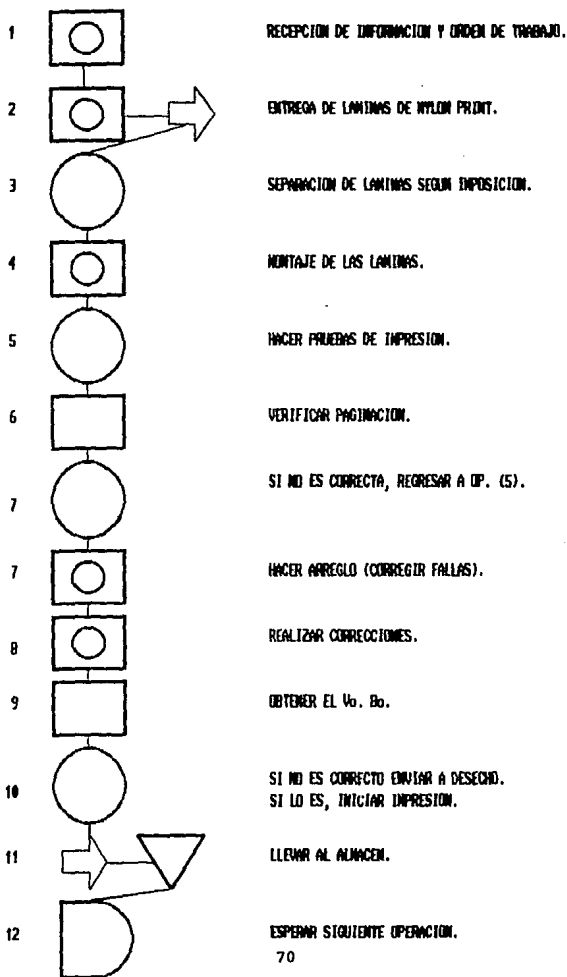 1 RECEPCION DE INFORMACION Y ORDEN DE TRABAJO.
2 ENTREGA DE LAMINAS DE NYLON PRINT.
3 SEPARACION DE LAMINAS SEGUN IMPOSICION.
4 MONTAJE DE LAS LAMINAS.
5 HACER PRUEBAS DE IMPRESION.
6 VERIFICAR PAGINACION.
SI NO ES CORRECTA, REGRESAR A OP. (5).
7
7 HACER ARREGLO (CORREGIR FALLAS).
8 REALIZAR CORRECCIONES.
9 OBTENER EL Vo. Bo.
SI NO ES CORRECTO ENVIAR A DESECHO.
10 SI LO ES, INICIAR IMPRESION.
11 LLEVAR AL ALMACEN.
12 ESPERAR SIGUIENTE OPERACION.
70